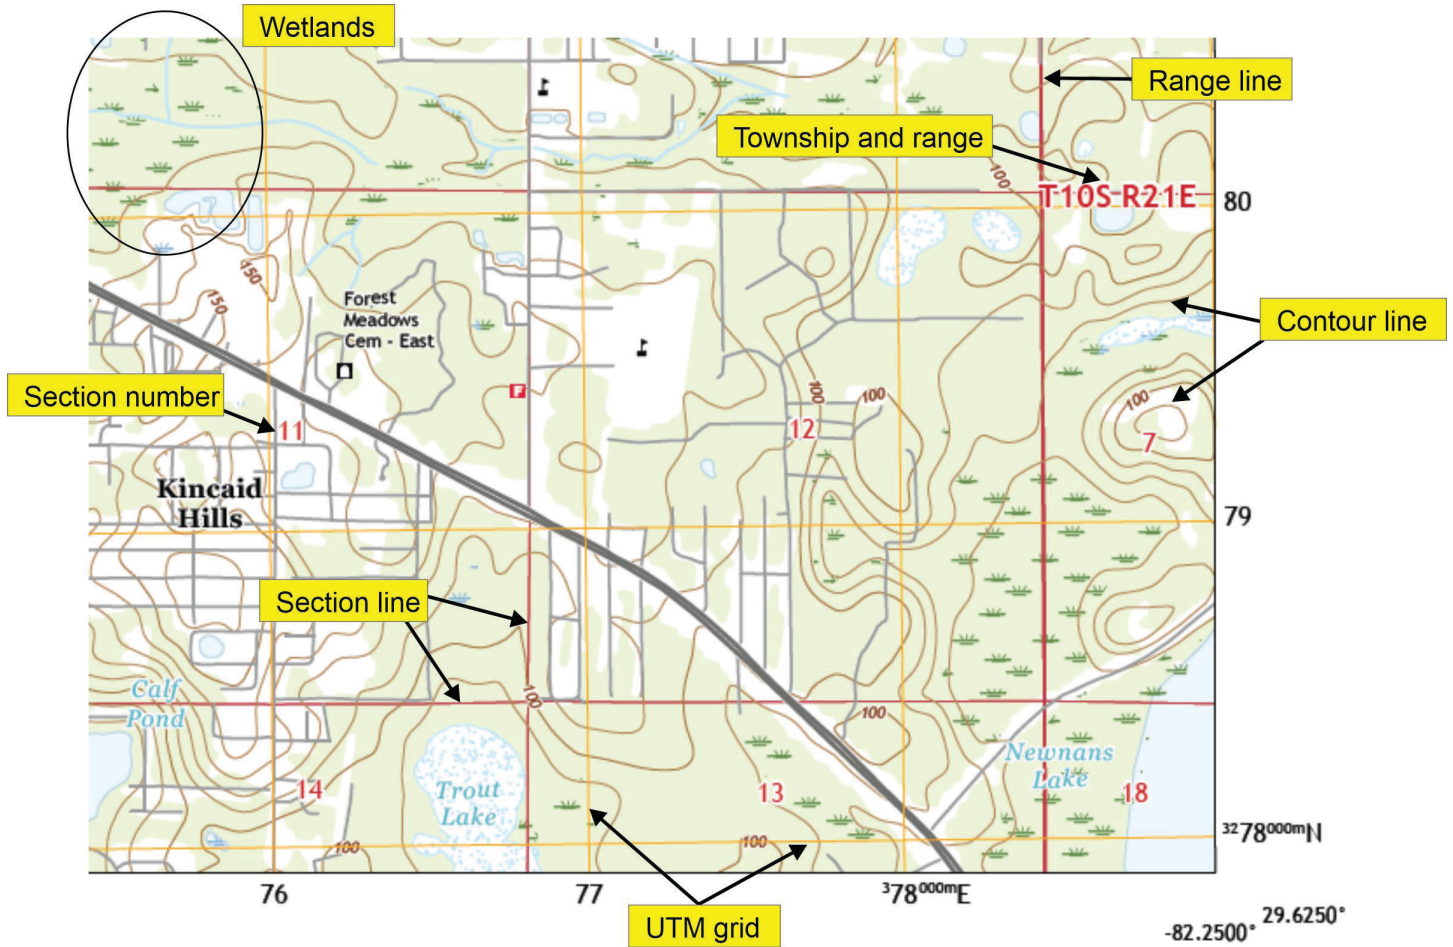 Wetlands
Range line
Township and range
100
T10S R21E
80
150
150
Forest
Meadows
Cem - East
Contour line
Section number
100
100
100
11
12
7
Kincaid
Hills
79
Section line
100
100
Calf
Pond
Newnans
Lake
14
Trout
Lake
13
18
100
100
3278000mN
76
77
378000mE
UTM grid
29.6250°
-82.2500°